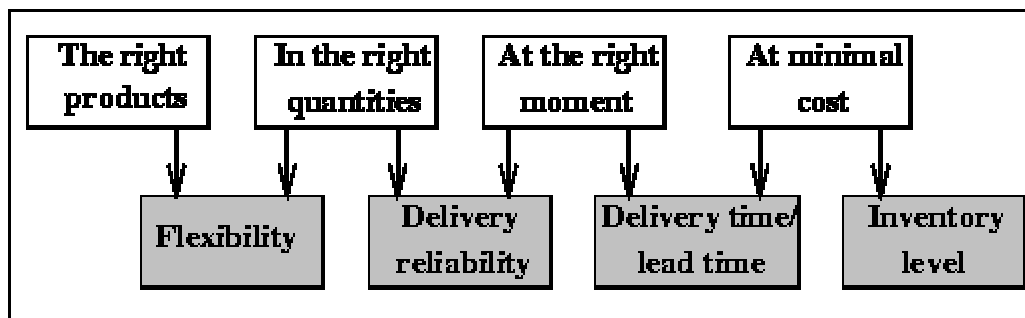 The right
products
In the right
quantities
At the right
moment
At minimal
cost
Flexibility
Delivery
reliability
Delivery time/
lead time
Inventory
level